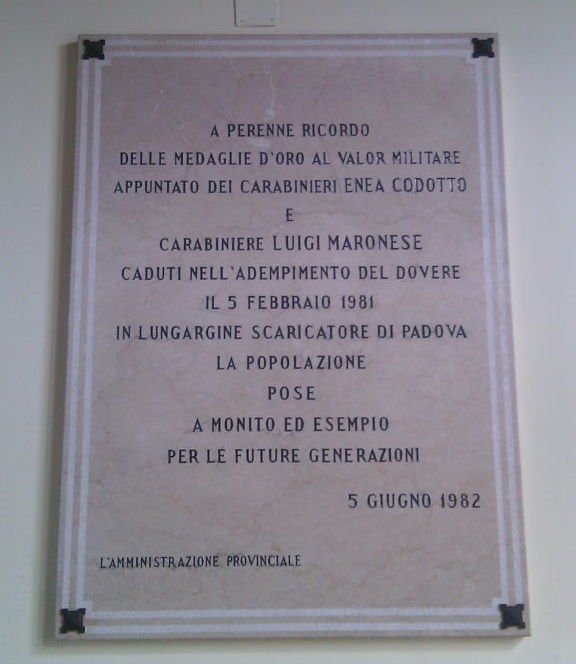 A PERENNE RICORDO
DELLE MEDAGLIE D'ORO AL VALOR MILITARE
APPUNTATO DEI CARABINIERI ENEA CODOTTO
E
CARABINIERE LUIGI MARONESE
CADUTI NELL'ADEMPIMENTO DEL DOVERE
IL 5 FEBBRAIO 1981
IN LUNGARGINE SCARICATORE DI PADOVA
LA POPOLAZIONE
POSE
A MONITO ED ESEMPIO
PER LE FUTURE GENERAZIONI
5 GIUGNO 1982
L'AMMINISTRAZIONE PROVINCIALE